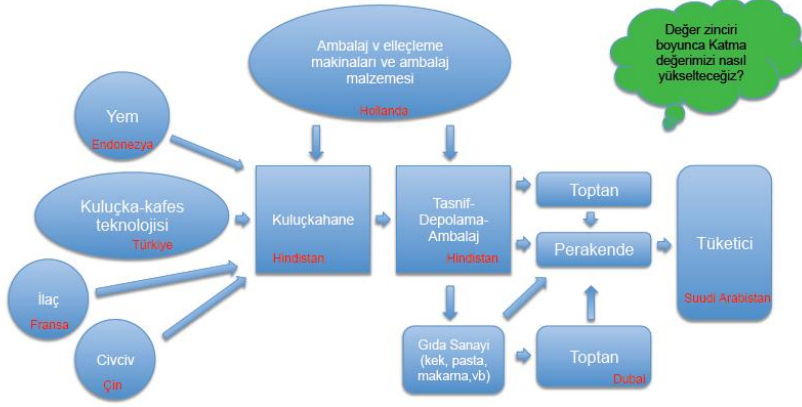 Ambalaj v elleçleme
makinaları ve ambalaj
malzemesi
Hollanda
Değer zinciri
boyunca Katma
değerimizi nasıl
yükselteceğiz?
Yem
Endonezya
Kuluçka-kafes
teknolojisi
Türkiye
İlaç
Fransa
Civciv
Çin
Kuluçkahane
Hindistan
Tasnif-
Depolama-
Ambalaj
Hindistan
Toptan
Perakende
Tüketici
Suudi Arabistan
Gıda Sanayi
(kek, pasta,
makarna,vb)
Toptan
Dubai